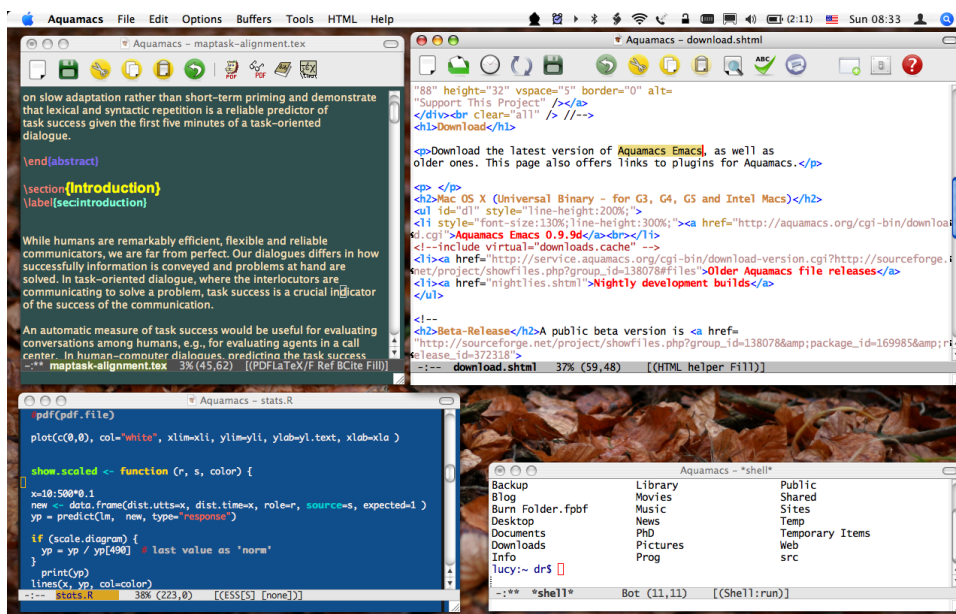 Aquamacs File Edit Options Buffers Tools HTML Help (2:11) Sun 08:33
Aquamacs – maptask-alignment.tex
PDF PDF
on slow adaptation rather than short-term priming and demonstrate
that lexical and syntactic repetition is a reliable predictor of
task success given the first five minutes of a task-oriented
dialogue.
\end{abstract}
\section{Introduction}
\label{sec:introduction}
While humans are remarkably efficient, flexible and reliable
communicators, we are far from perfect. Our dialogues differs in how
successfully information is conveyed and problems at hand are
solved. In task-oriented dialogue, where the interlocutors are
communicating to solve a problem, task success is a crucial indicator
of the success of the communication.
An automatic measure of task success would be useful for evaluating
conversations among humans, e.g., for evaluating agents in a call
center. In human-computer dialogues, predicting the task success
-:** maptask-alignment.tex 3% (45,62) [(PDFLaTeX/F Ref BCite Fill)]
Aquamacs – download.shtml
ABC
"88" height="32" vspace="5" border="0" alt=
"Support This Project" /></a>
</div><br clear="all" /> //-->
<h1>Download</h1>
<p>Download the latest version of Aquamacs Emacs, as well as
older ones. This page also offers links to plugins for Aquamacs.</p>
<p> </p>
<h2>Mac OS X (Universal Binary - for G3, G4, G5 and Intel Macs)</h2>
<ul id="dl" style="line-height:200%;">
<li style="font-size:130%;line-height:300%;"><a href="http://aquamacs.org/cgi-bin/downloa
d.cgi">Aquamacs Emacs 0.9.9d</a><br></li>
<!--include virtual="downloads.cache" -->
<li><a href="http://service.aquamacs.org/cgi-bin/download-version.cgi?http://sourceforge.
net/project/showfiles.php?group_id=138078#files">Older Aquamacs file releases</a>
<li><a href="nightlies.shtml">Nightly development builds</a>
</ul>
<!--
<h2>Beta-Release</h2>A public beta version is <a href=
"http://sourceforge.net/project/showfiles.php?group_id=138078&amp;package_id=169985&amp;r
elease_id=372318">
-:-- download.shtml 37% (59,48) [(HTML helper Fill)]
Aquamacs – stats.R
#pdf(pdf.file)
plot(c(0,0), col="white", xlim=xli, ylim=yli, ylab=yl.text, xlab=xla )
show.scaled <- function (r, s, color) {
x=10:500*0.1
new <- data.frame(dist.utts=x, dist.time=x, role=r, source=s, expected=1 )
yp = predict(lm, new, type="response")
if (scale.diagram) {
yp = yp / yp[490] # last value as 'norm'
}
print(yp)
lines(x, yp, col=color)
-:-- stats.R 38% (223,0) [(ESS[S] [none])]
Aquamacs – *shell*
Backup Library Public
Blog Movies Shared
Burn Folder.fpbf Music Sites
Desktop News Temp
Documents PhD Temporary Items
Downloads Pictures Web
Info Prog src
lucy:~ dr$
-:** *shell* Bot (11,11) [(Shell:run)]